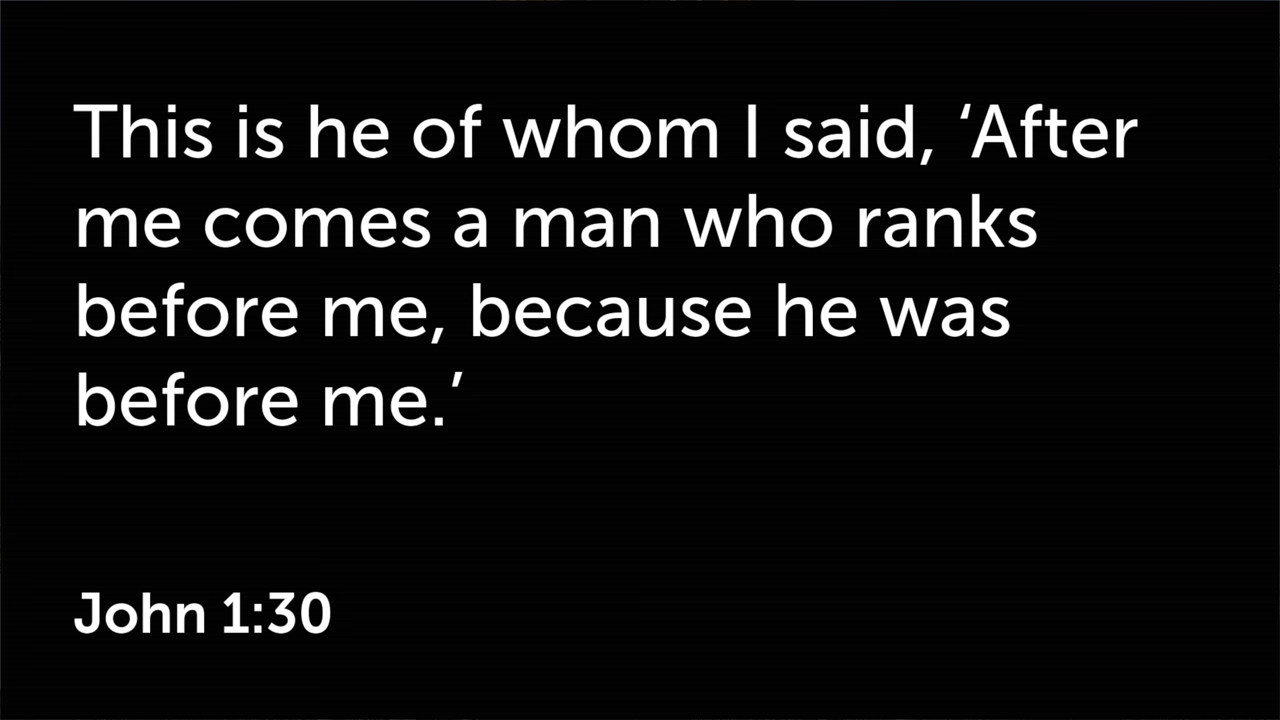 This is he of whom I said, ‘After
me comes a man who ranks
before me, because he was
before me.’
John 1:30